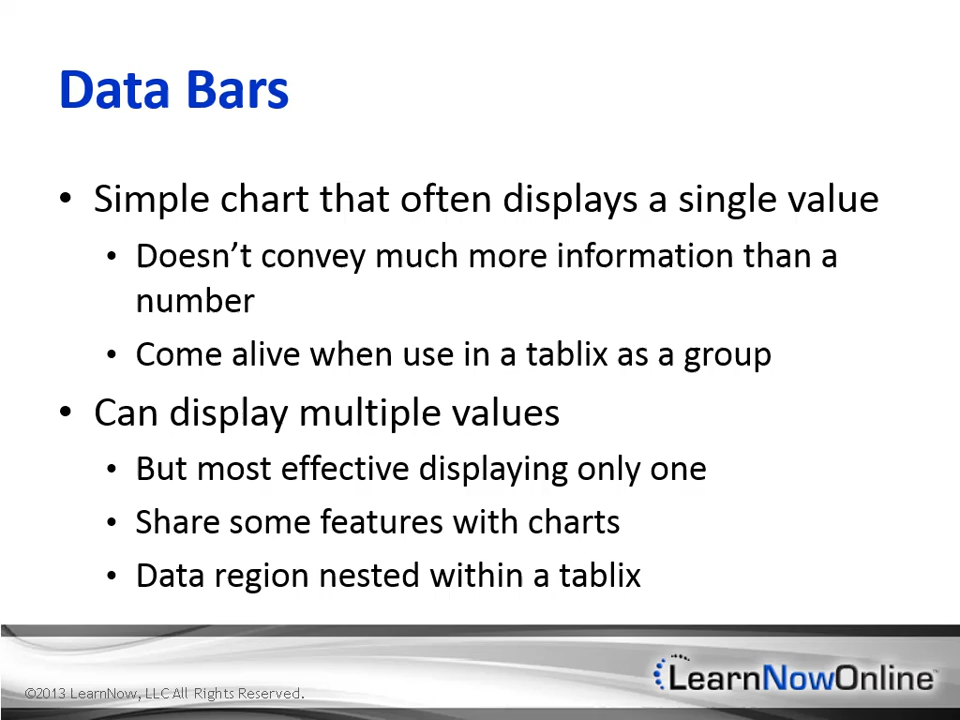 Data Bars
• Simple chart that often displays a single value
• Doesn't convey much more information than a
number
• Come alive when use in a tablix as a group
• Can display multiple values
• But most effective displaying only one
• Share some features with charts
• Data region nested within a tablix
©2013 LearnNow, LLC All Rights Reserved.
LearnNowOnline™